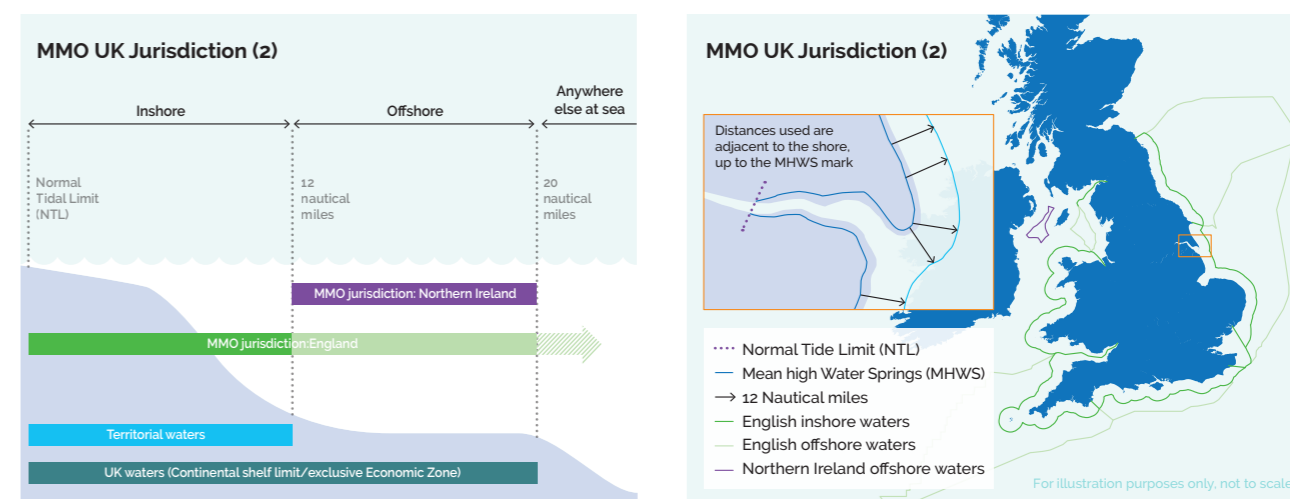 MMO UK Jurisdiction (2)
Inshore
Offshore
Anywhere
else at sea
Normal
Tidal Limit
(NTL)
12
nautical
miles
20
nautical
miles
MMO jurisdiction: Northern Ireland
MMO jurisdiction:England
Territorial waters
UK waters (Continental shelf limit/exclusive Economic Zone)
MMO UK Jurisdiction (2)
Distances used are
adjacent to the shore,
up to the MHWS mark
Normal Tide Limit (NTL)
Mean high Water Springs (MHWS)
12 Nautical miles
English inshore waters
English offshore waters
Northern Ireland offshore waters
For illustration purposes only, not to scale